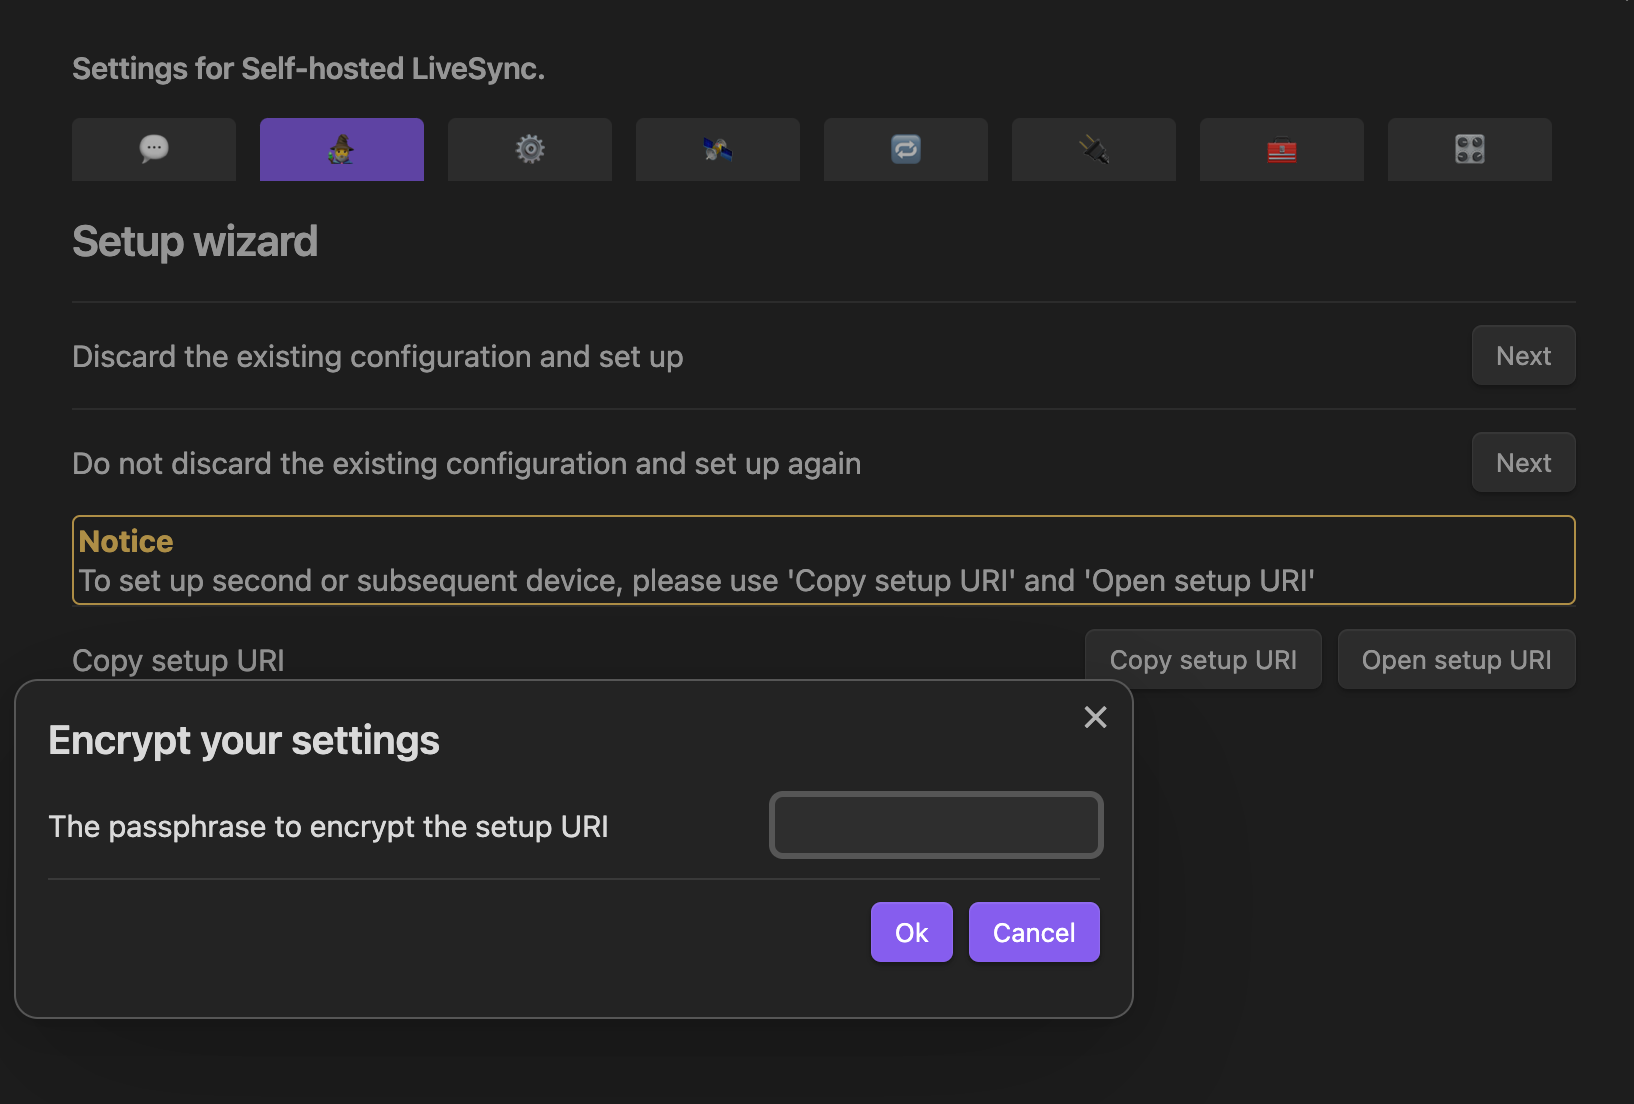 Settings for Self-hosted LiveSync.
Setup wizard
Discard the existing configuration and set up
Next
Do not discard the existing configuration and set up again
Next
Notice
To set up second or subsequent device, please use 'Copy setup URI' and 'Open setup URI'
Copy setup URI
Copy setup URI
Open setup URI
Encrypt your settings
The passphrase to encrypt the setup URI
Ok
Cancel